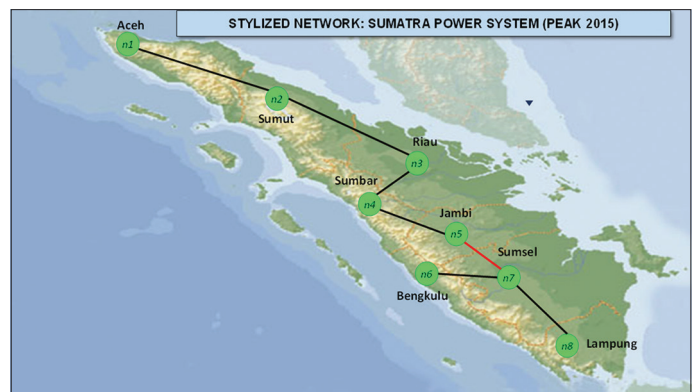 STYLIZED NETWORK: SUMATRA POWER SYSTEM (PEAK 2015)
Aceh
n1
n2
Sumut
Riau
n3
Sumbar
n4
Jambi
n5
Sumsel
n6
n7
Bengkulu
n8
Lampung